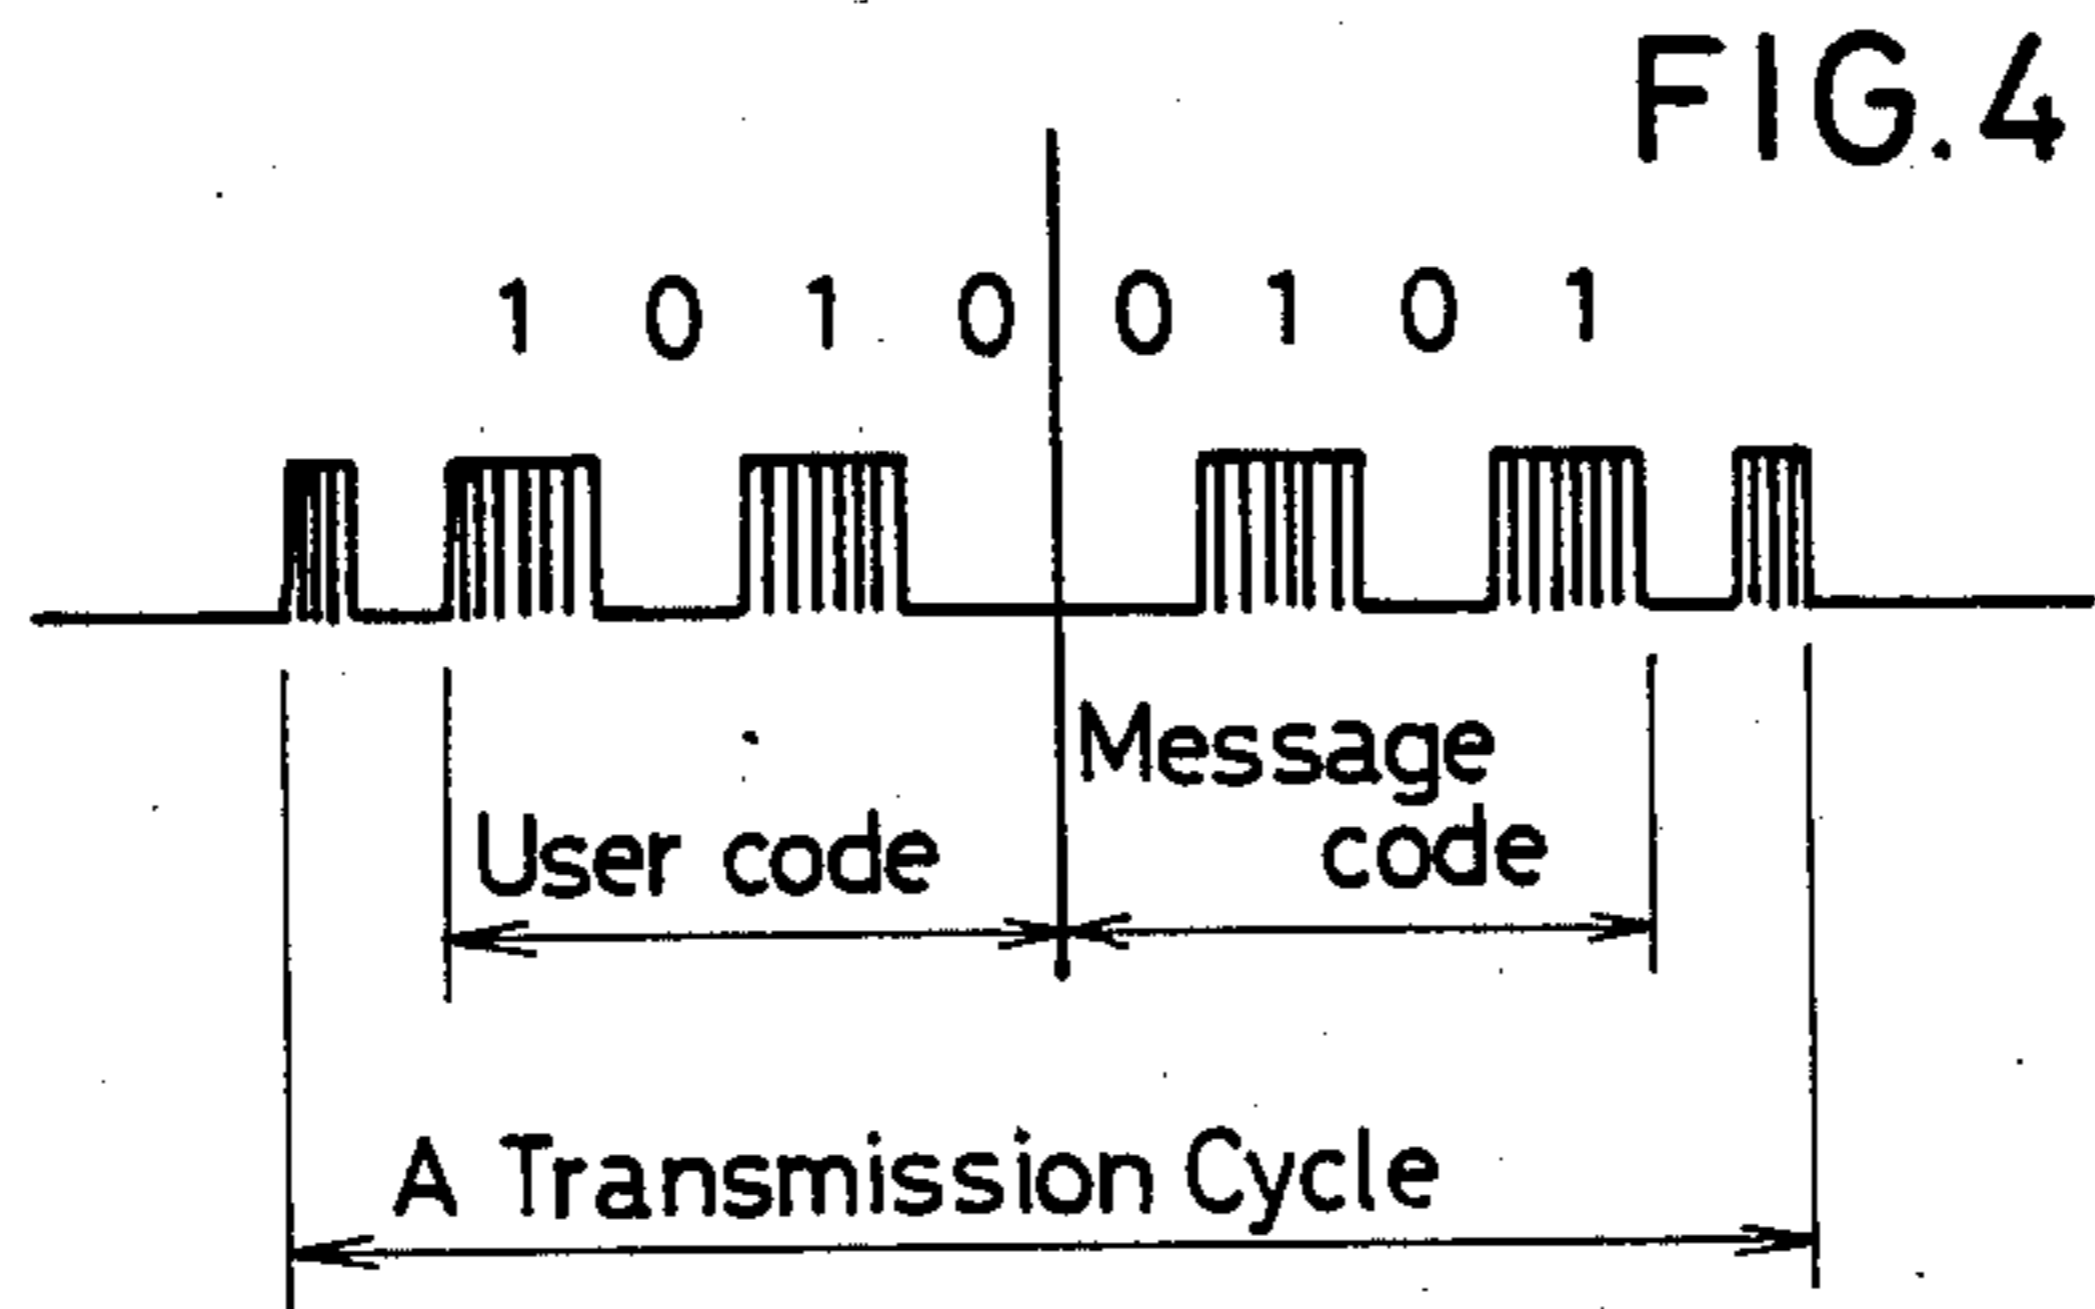 FIG.4
1 0 1 0 0 1 0 1
Message
User code code
A Transmission Cycle